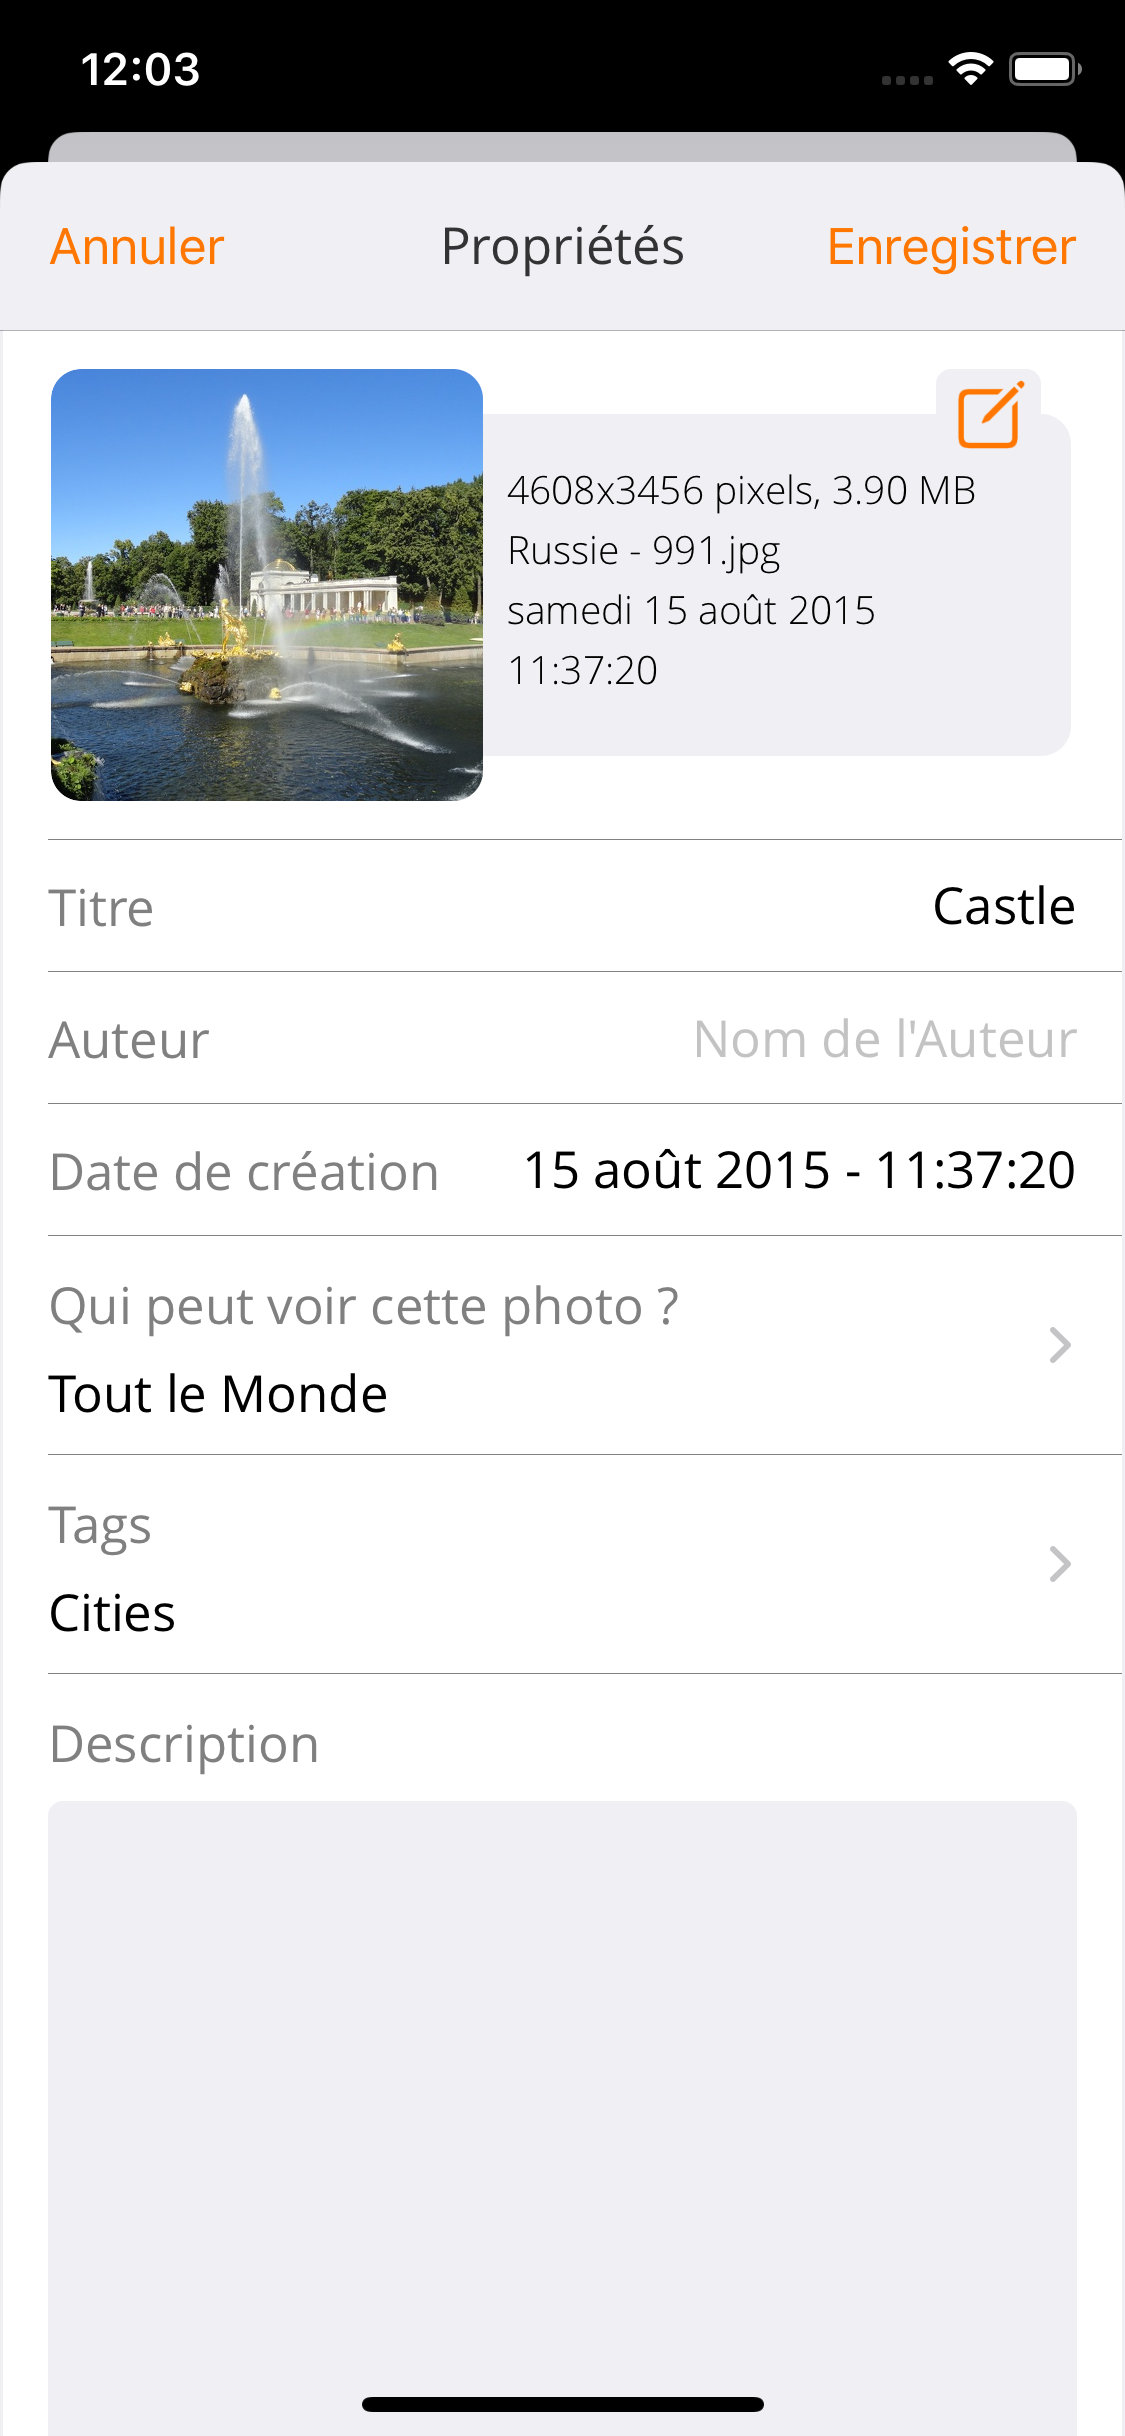 12:03
Annuler
Propriétés
Enregistrer
4608x3456 pixels, 3.90 MB
Russie - 991.jpg
samedi 15 août 2015
11:37:20
Titre
Castle
Auteur
Nom de l'Auteur
Date de création
15 août 2015 - 11:37:20
Qui peut voir cette photo ?
Tout le Monde
Tags
Cities
Description